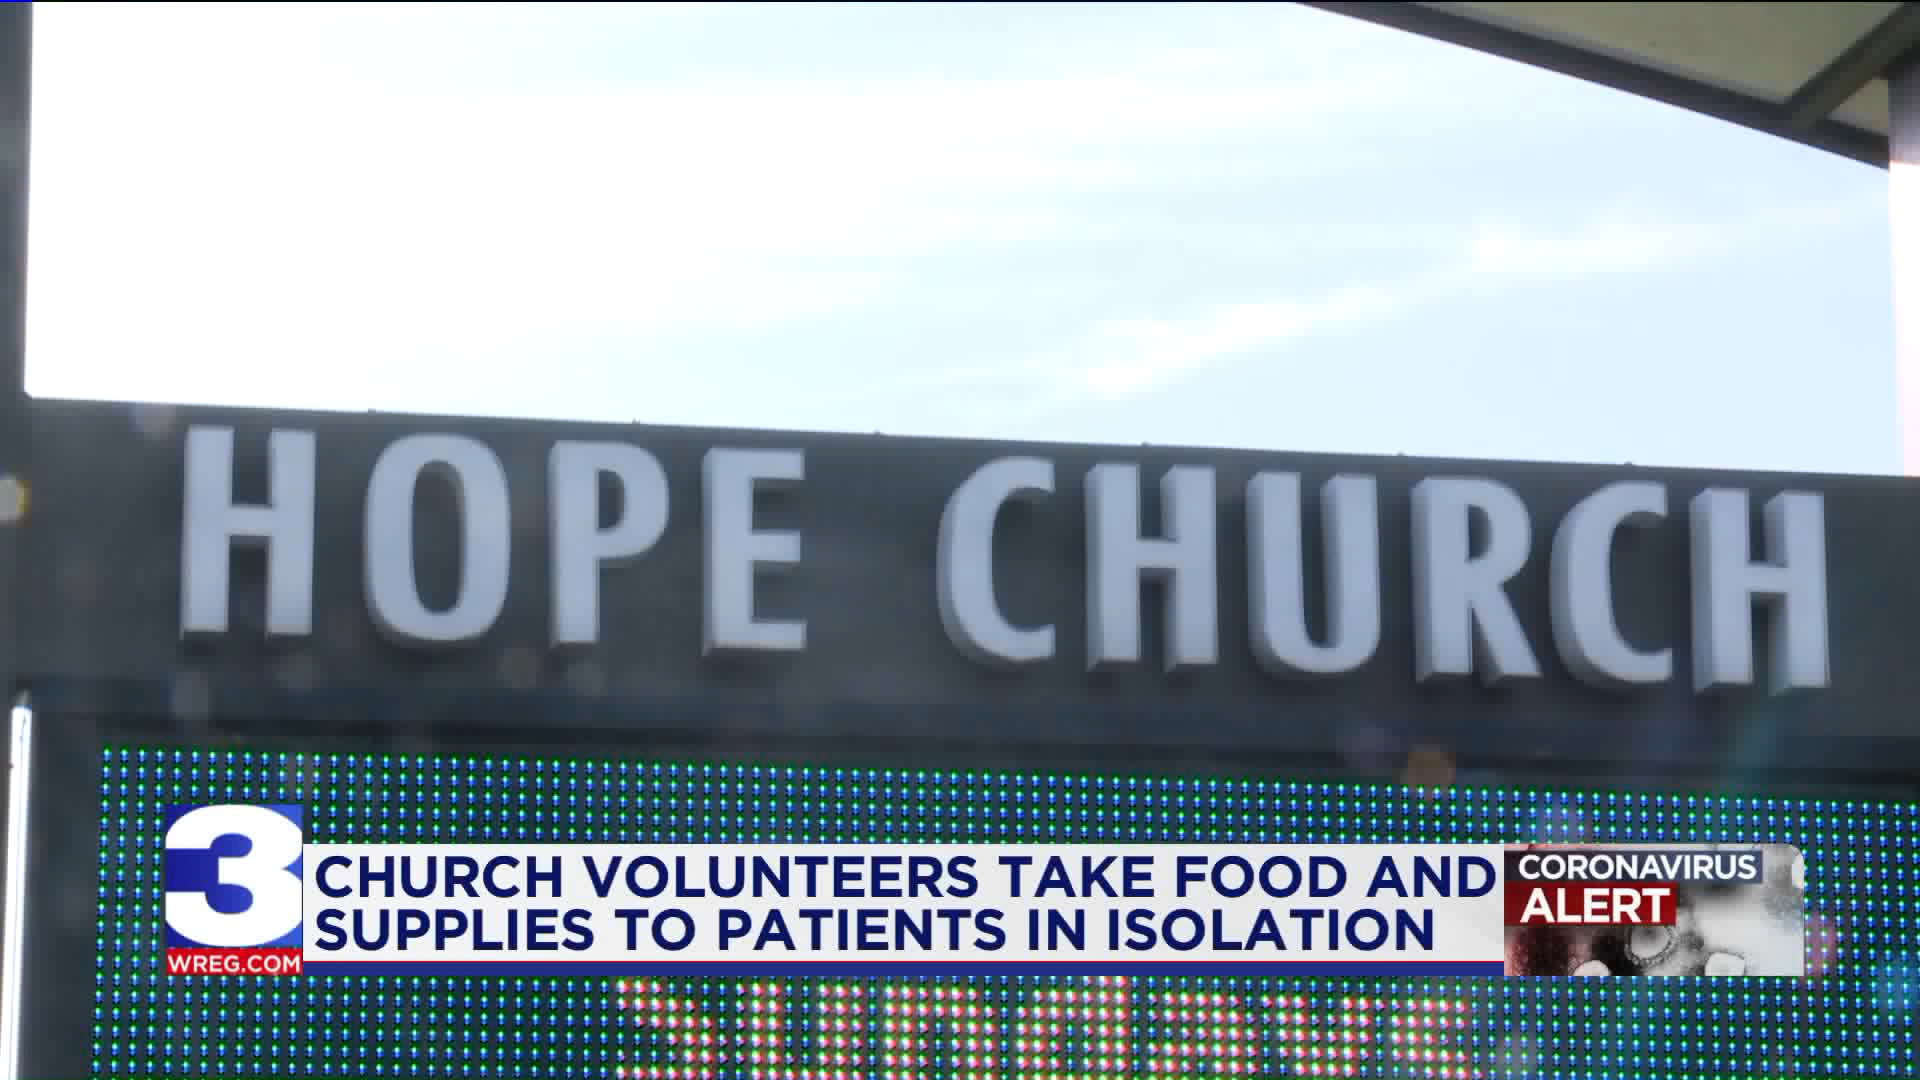 HOPE CHURCH
3
WREG.COM
CHURCH VOLUNTEERS TAKE FOOD AND
SUPPLIES TO PATIENTS IN ISOLATION
CORONAVIRUS
ALERT